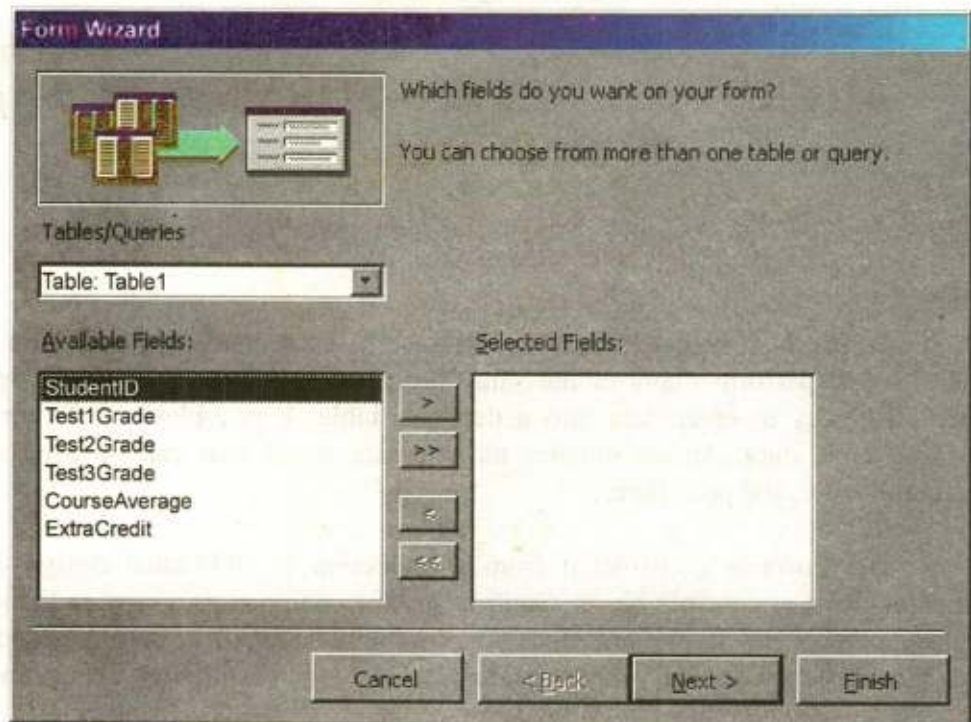 Form Wizard
Which fields do you want on your form?
You can choose from more than one table or query.
Tables/Queries
Table: Table1
Available Fields:
Selected Fields:
StudentID
Test1Grade
Test2Grade
Test3Grade
CourseAverage
ExtraCredit
>
>>
<
<<
Cancel
< Back
Next >
Finish